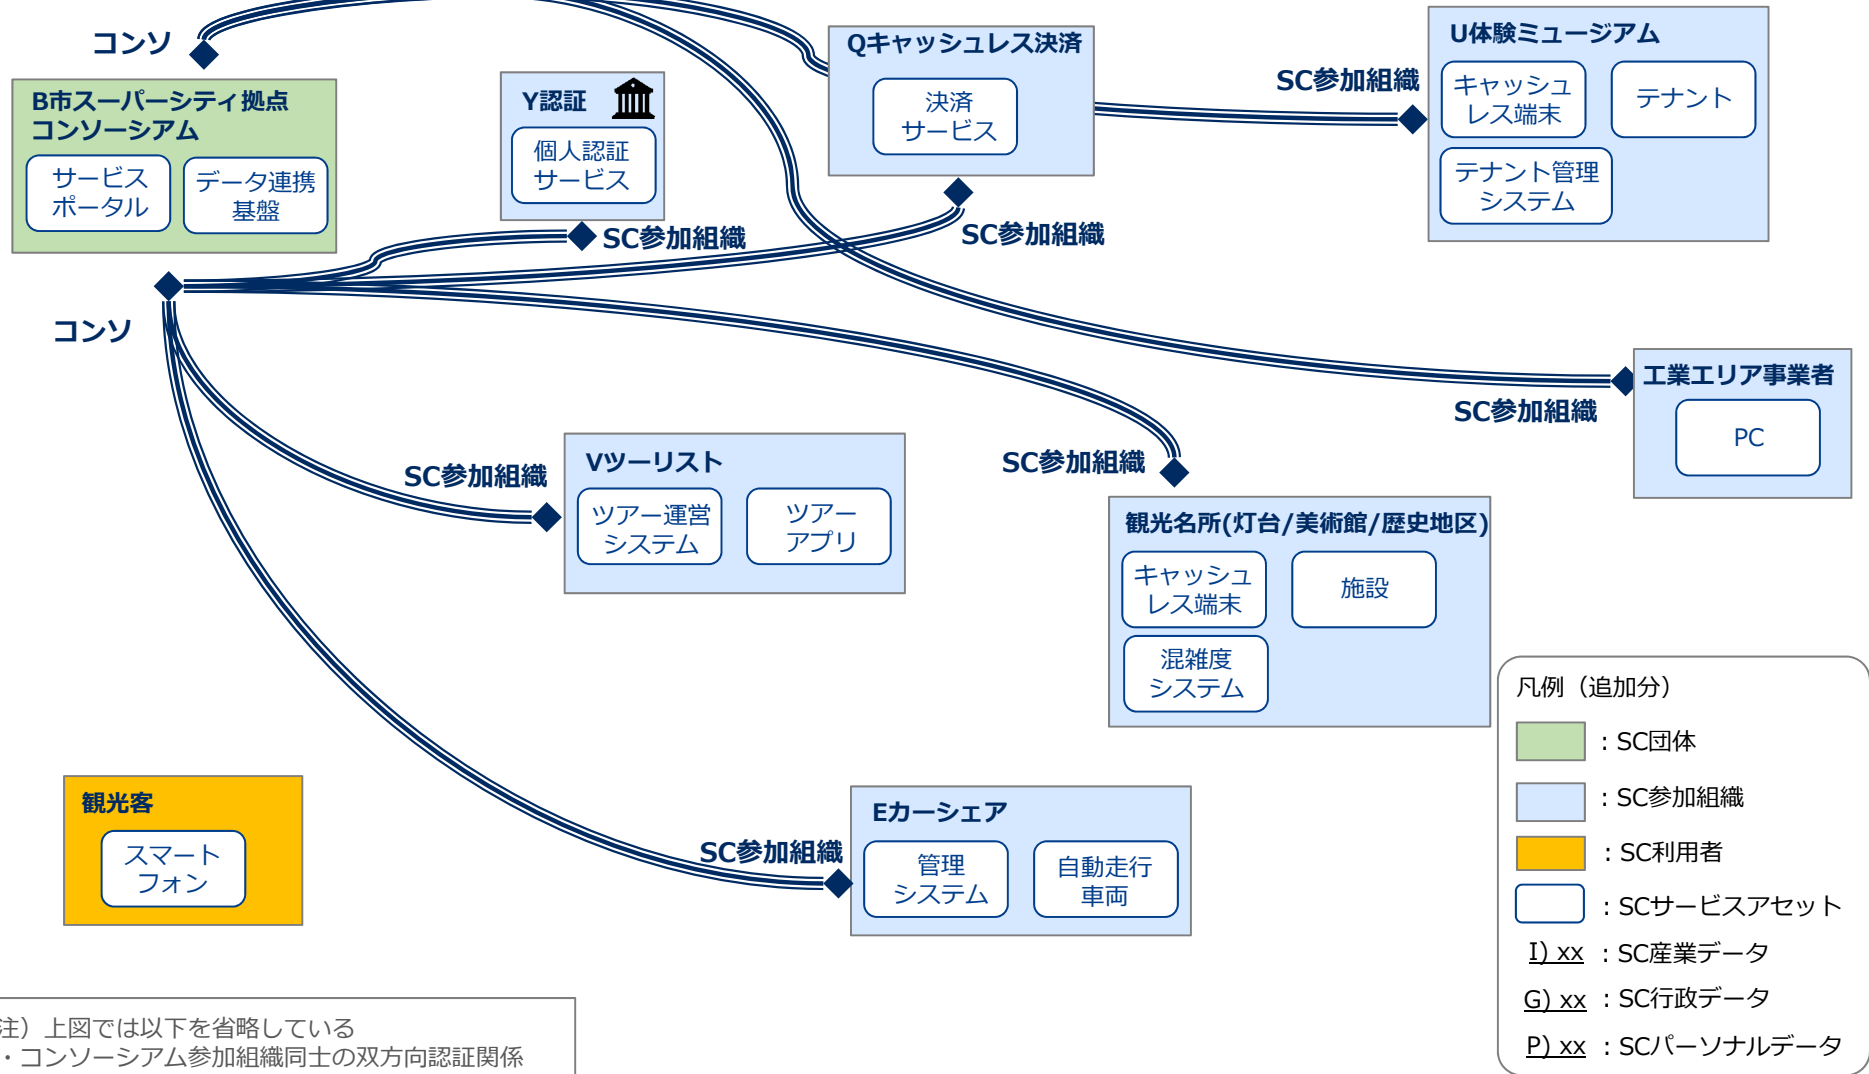 コンソ
B市スーパーシティ拠点
コンソーシアム
サービス
ポータル
データ連携
基盤
コンソ
Y認証
個人認証
サービス
SC参加組織
Qキャッシュレス決済
決済
サービス
SC参加組織
SC参加組織
U体験ミュージアム
キャッシュ
レス端末
テナント
テナント管理
システム
SC参加組織
工業エリア事業者
PC
SC参加組織
Vツーリスト
ツアー運営
システム
ツアー
アプリ
SC参加組織
観光名所(灯台/美術館/歴史地区)
キャッシュ
レス端末
施設
混雑度
システム
観光客
スマート
フォン
SC参加組織
Eカーシェア
管理
システム
自動走行
車両
凡例（追加分）
：SC団体
：SC参加組織
：SC利用者
：SCサービスアセット
I) xx ：SC産業データ
G) xx ：SC行政データ
P) xx ：SCパーソナルデータ
注）上図では以下を省略している
・コンソーシアム参加組織同士の双方向認証関係